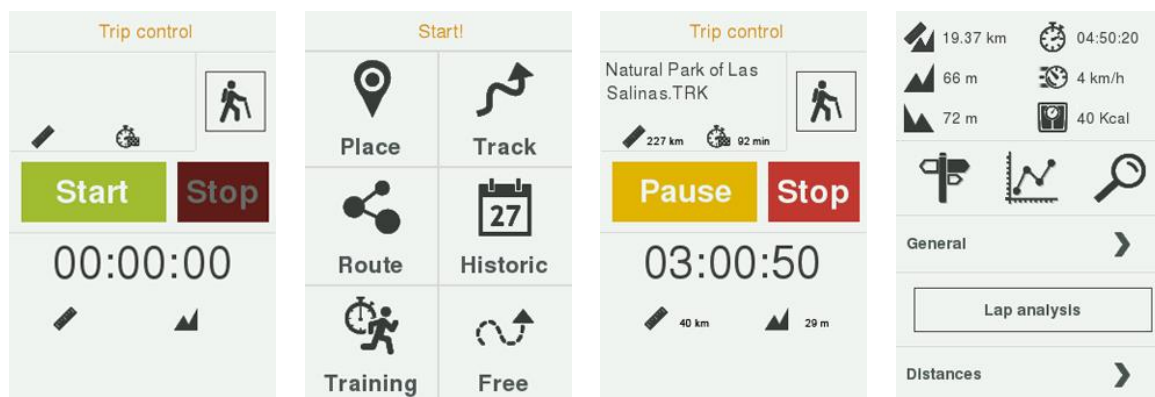 Trip control
Start
Stop
00:00:00
Start!
Place
Track
27
Route
Historic
Training
Free
Trip control
Natural Park of Las
Salinas.TRK
227 km
92 min
Pause
Stop
03:00:50
40 km
29 m
19.37 km
04:50:20
66 m
4 km/h
72 m
40 Kcal
General
Lap analysis
Distances